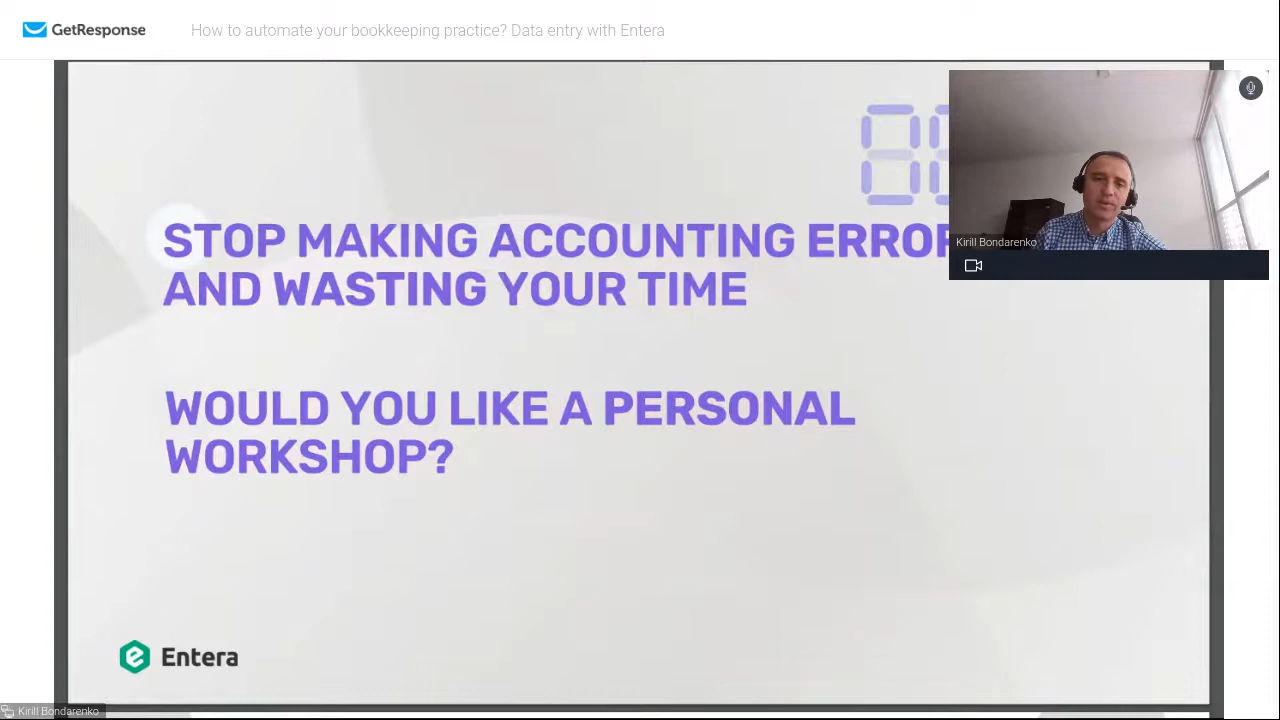 GetResponse
How to automate your bookkeeping practice? Data entry with Entera
STOP MAKING ACCOUNTING ERROR
AND WASTING YOUR TIME
WOULD YOU LIKE A PERSONAL
WORKSHOP?
Kirill Bondarenko
Entera
Kirill Bondarenko